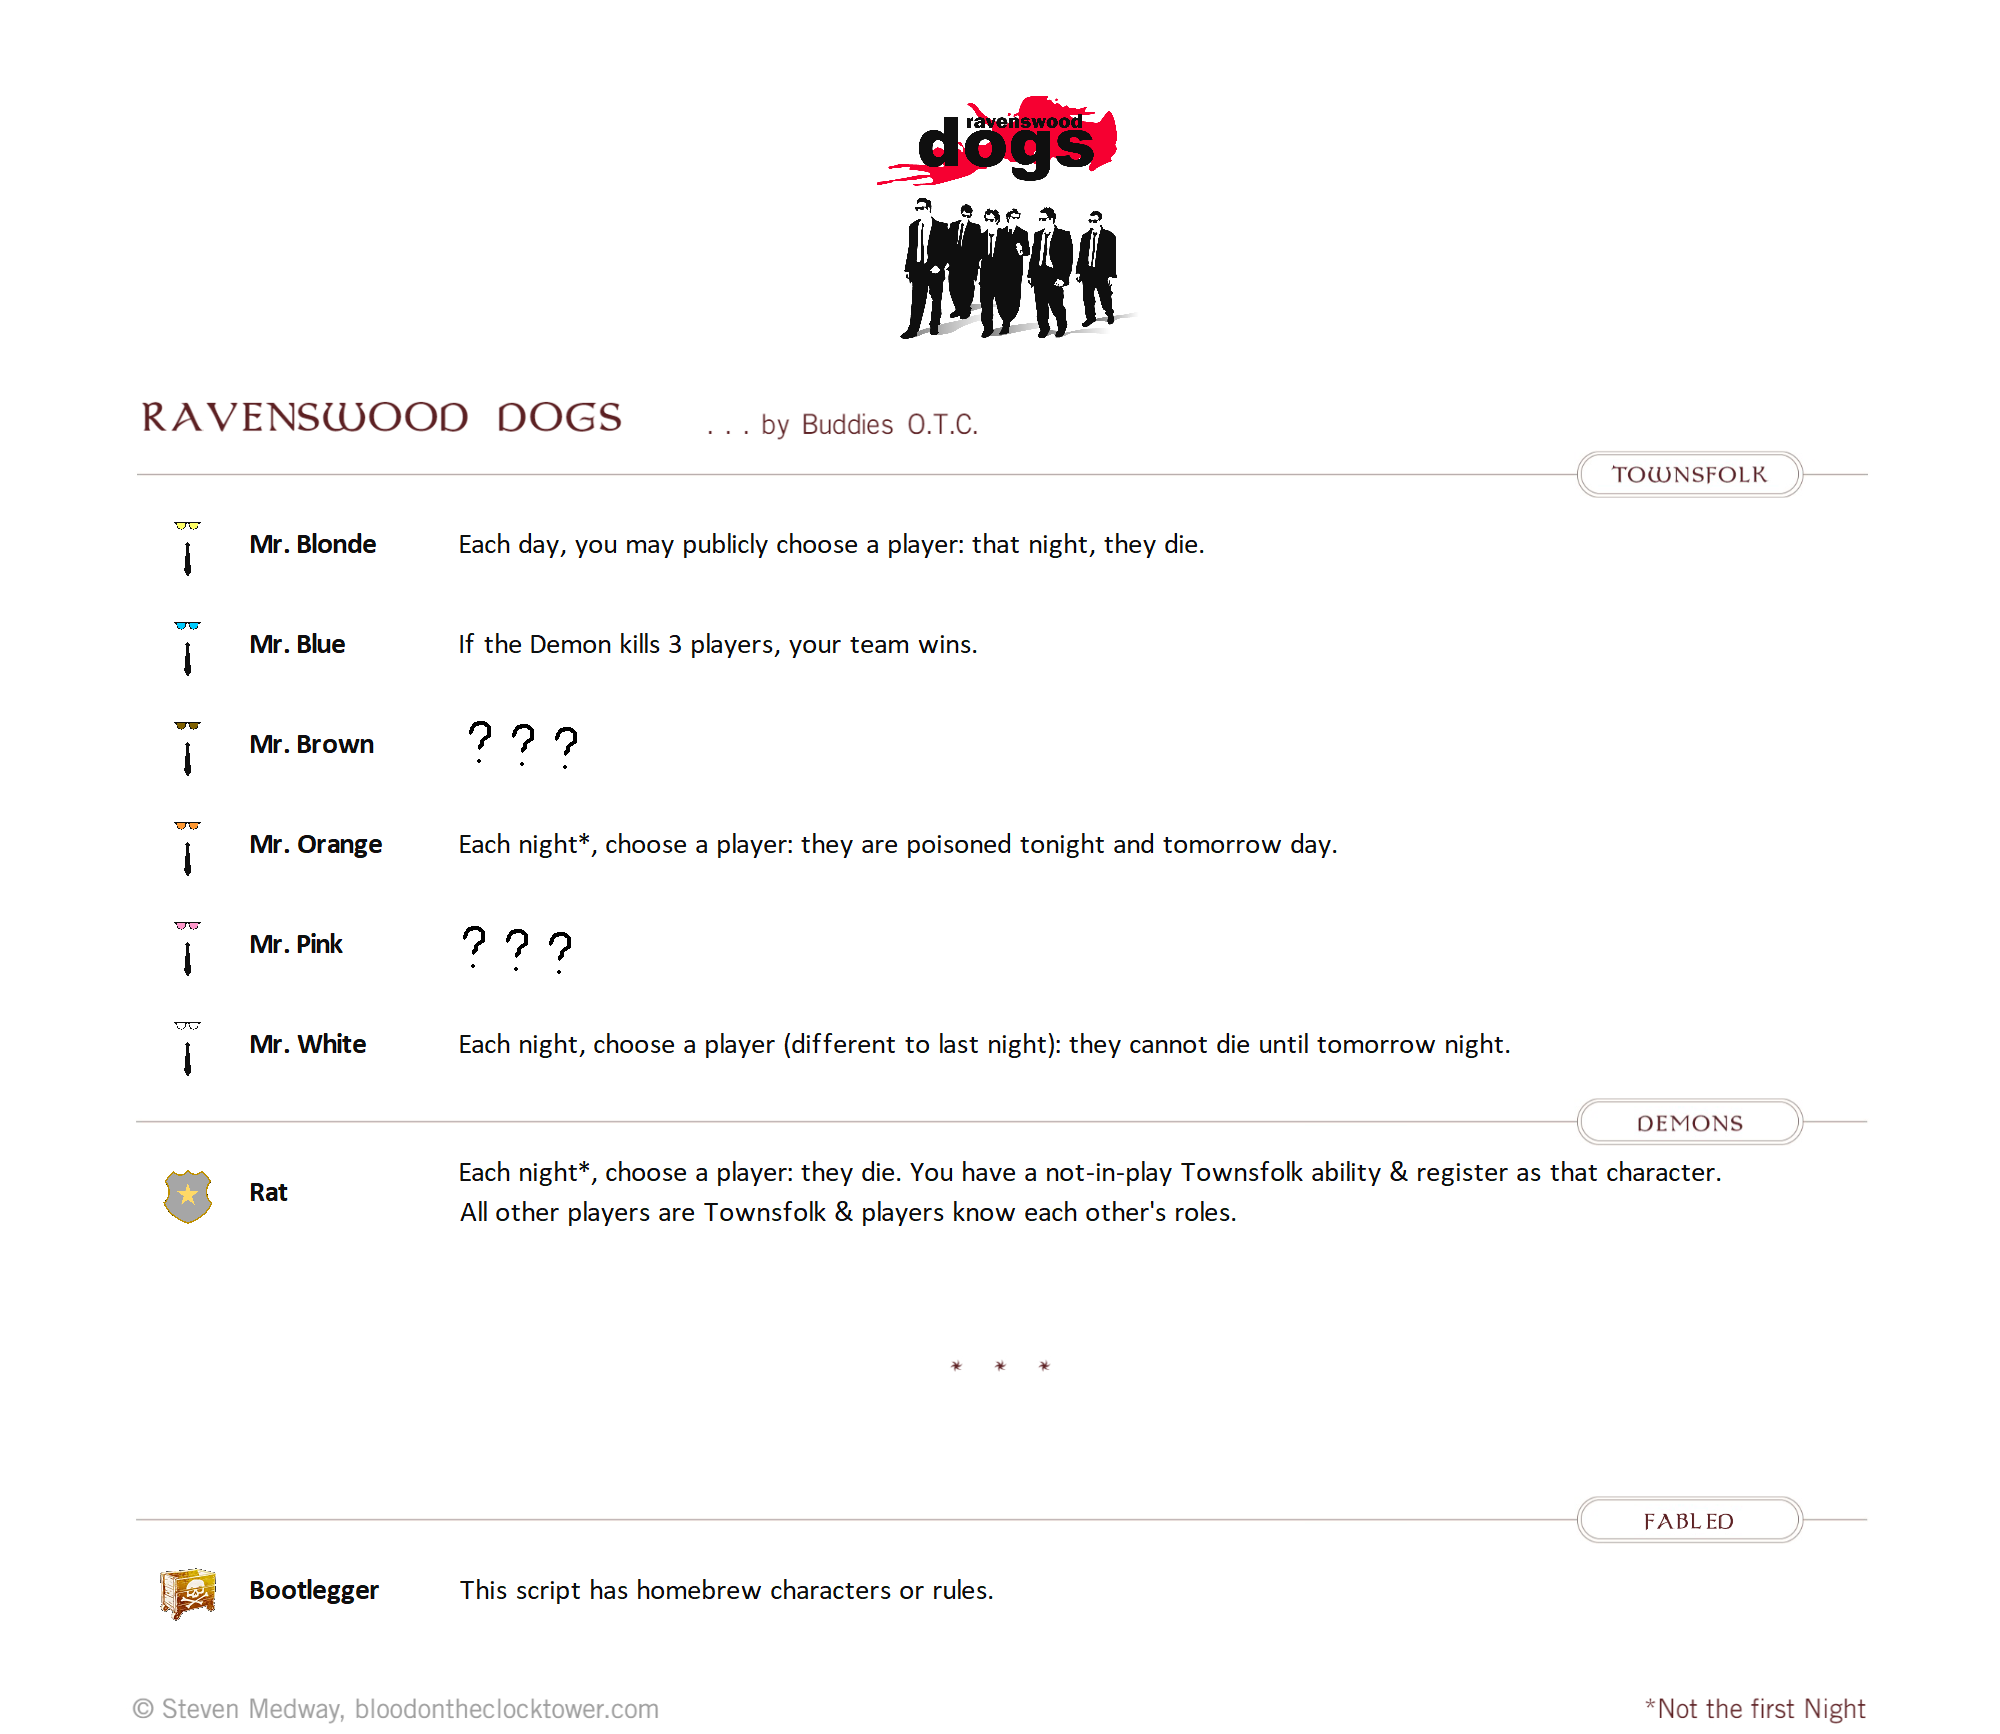 ravenswood
dogs
RAVENSWOOD DOGS . . . by Buddies O.T.C.
TOWNSFOLK
Mr. Blonde Each day, you may publicly choose a player: that night, they die.
Mr. Blue If the Demon kills 3 players, your team wins.
Mr. Brown ? ? ?
Mr. Orange Each night*, choose a player: they are poisoned tonight and tomorrow day.
Mr. Pink ? ? ?
Mr. White Each night, choose a player (different to last night): they cannot die until tomorrow night.
DEMONS
Rat Each night*, choose a player: they die. You have a not-in-play Townsfolk ability & register as that character.
All other players are Townsfolk & players know each other's roles.
* * *
FABLED
Bootlegger This script has homebrew characters or rules.
© Steven Medway, bloodontheclocktower.com *Not the first Night